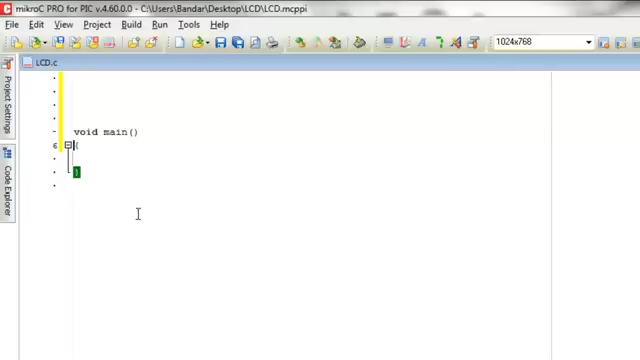 mikroC PRO for PIC v.4.60.0.0 - C:\Users\Bandar\Desktop\LCD\LCD.mcppi
File Edit View Project Build Run Tools Help
1024x768
LCD.c
Project Settings
Code Explorer
void main()
6 {
}